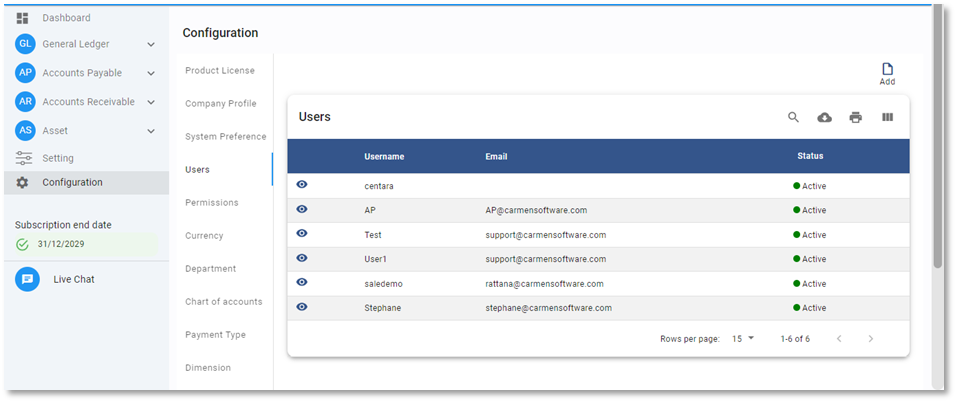 Dashboard
GL General Ledger
AP Accounts Payable
AR Accounts Receivable
AS Asset
Setting
Configuration
Subscription end date
31/12/2029
Live Chat
Configuration
Product License
Company Profile
System Preference
Users
Permissions
Currency
Department
Chart of accounts
Payment Type
Dimension
Add
Users
Username Email Status
centara Active
AP AP@carmensoftware.com Active
Test support@carmensoftware.com Active
User1 support@carmensoftware.com Active
saledemo rattana@carmensoftware.com Active
Stephane stephane@carmensoftware.com Active
Rows per page: 15 1-6 of 6